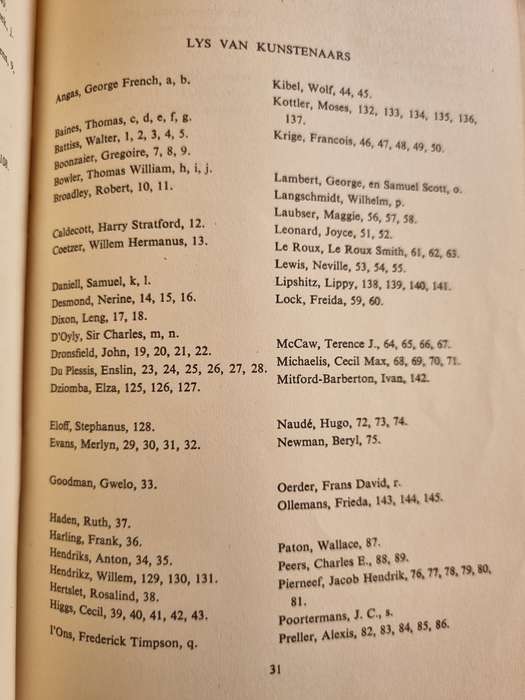 LYS VAN KUNSTENAARS
Angas, George French, a, b.
Baines, Thomas, c, d, e, f, g.
Battiss, Walter, 1, 2, 3, 4, 5.
Boonzaier, Gregoire, 7, 8, 9.
Bowler, Thomas William, h, i, j.
Broadley, Robert, 10, 11.
Caldecott, Harry Stratford, 12.
Coetzer, Willem Hermanus, 13.
Daniell, Samuel, k, l.
Desmond, Nerine, 14, 15, 16.
Dixon, Leng, 17, 18.
D'Oyly, Sir Charles, m, n.
Dronsfield, John, 19, 20, 21, 22.
Du Plessis, Enslin, 23, 24, 25, 26, 27, 28.
Dziomba, Elza, 125, 126, 127.
Eloff, Stephanus, 128.
Evans, Merlyn, 29, 30, 31, 32.
Goodman, Gwelo, 33.
Haden, Ruth, 37.
Harling, Frank, 36.
Hendriks, Anton, 34, 35.
Hendrikz, Willem, 129, 130, 131.
Hertslet, Rosalind, 38.
Higgs, Cecil, 39, 40, 41, 42, 43.
I'Ons, Frederick Timpson, q.
Kibel, Wolf, 44, 45.
Kottler, Moses, 132, 133, 134, 135, 136,
137.
Krige, Francois, 46, 47, 48, 49, 50.
Lambert, George, en Samuel Scott, o.
Langschmidt, Wilhelm, p.
Laubser, Maggie, 56, 57, 58.
Leonard, Joyce, 51, 52.
Le Roux, Le Roux Smith, 61, 62, 63.
Lewis, Neville, 53, 54, 55.
Lipshitz, Lippy, 138, 139, 140, 141.
Lock, Freida, 59, 60.
McCaw, Terence J., 64, 65, 66, 67.
Michaelis, Cecil Max, 68, 69, 70, 71.
Mitford-Barberton, Ivan, 142.
Naudé, Hugo, 72, 73, 74.
Newman, Beryl, 75.
Oerder, Frans David, r.
Ollemans, Frieda, 143, 144, 145.
Paton, Wallace, 87.
Peers, Charles E., 88, 89.
Pierneef, Jacob Hendrik, 76, 77, 78, 79, 80,
81.
Poortermans, J. C., s.
Preller, Alexis, 82, 83, 84, 85, 86.
31